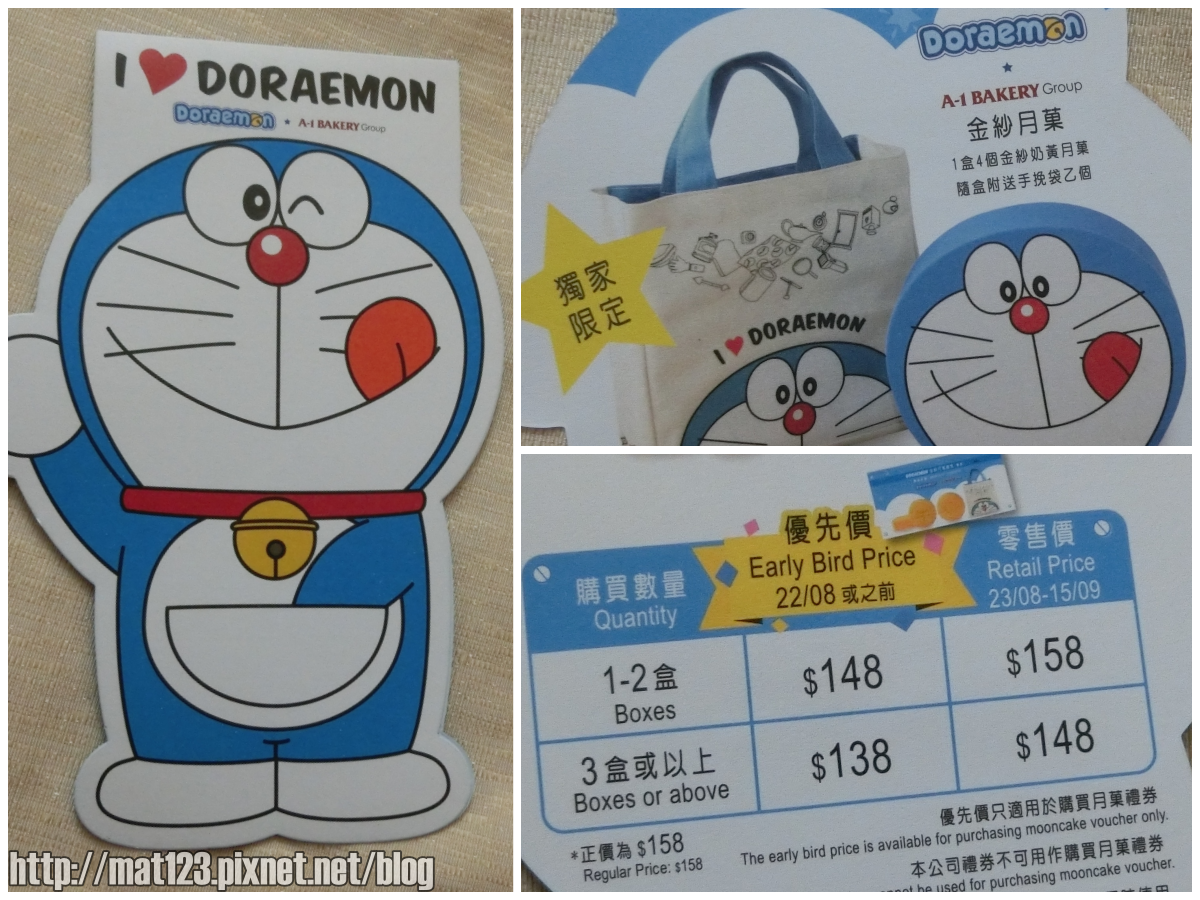 I ❤ DORAEMON
Doraemon ★ A-1 BAKERY Group
http://mat123.pixnet.net/blog
Doraemon
★
A-1 BAKERY Group
金紗月菓
1盒4個金紗奶黃月菓
隨盒附送手挽袋乙個
獨家
限定
I ❤ DORAEMON
購買數量
Quantity
優先價
Early Bird Price
22/08 或之前
零售價
Retail Price
23/08-15/09
1-2 盒
Boxes
$148
$158
3 盒或以上
Boxes or above
$138
$148
*正價為 $158
Regular Price: $158
優先價只適用於購買月菓禮券
The early bird price is available for purchasing mooncake voucher only.
本公司禮券不可用作購買月菓禮券
be used for purchasing mooncake voucher.